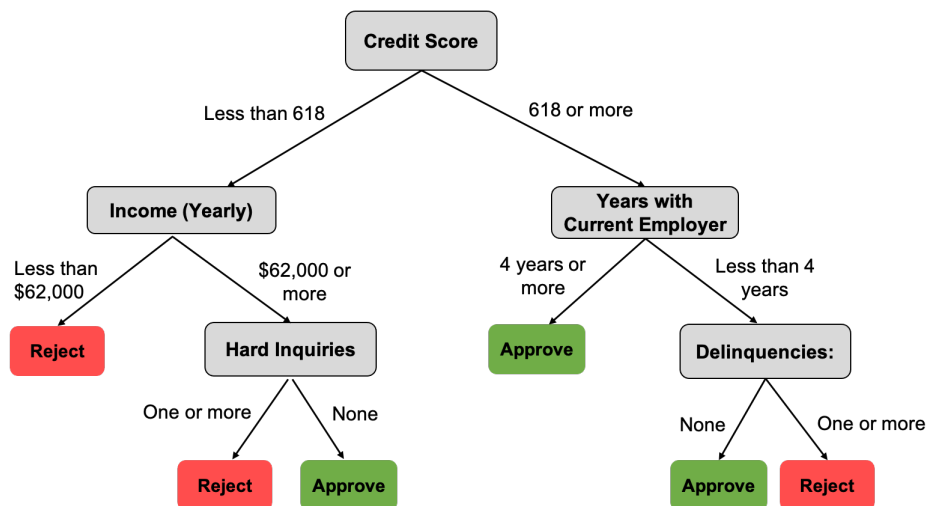 Credit Score
Less than 618
618 or more
Income (Yearly)
Years with
Current Employer
Less than
$62,000
$62,000 or
more
4 years or
more
Less than 4
years
Reject
Hard Inquiries
Approve
Delinquencies:
One or more
None
None
One or more
Reject
Approve
Approve
Reject